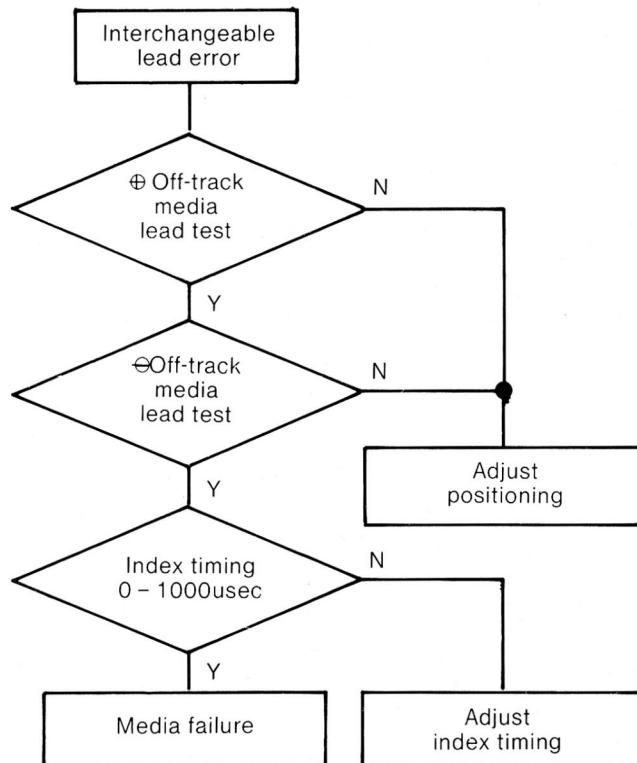 Interchangeable
lead error
⊕ Off-track
media
lead test
N
Y
⊖Off-track
media
lead test
N
Y
Adjust
positioning
Index timing
0 – 1000usec
N
Y
Media failure
Adjust
index timing